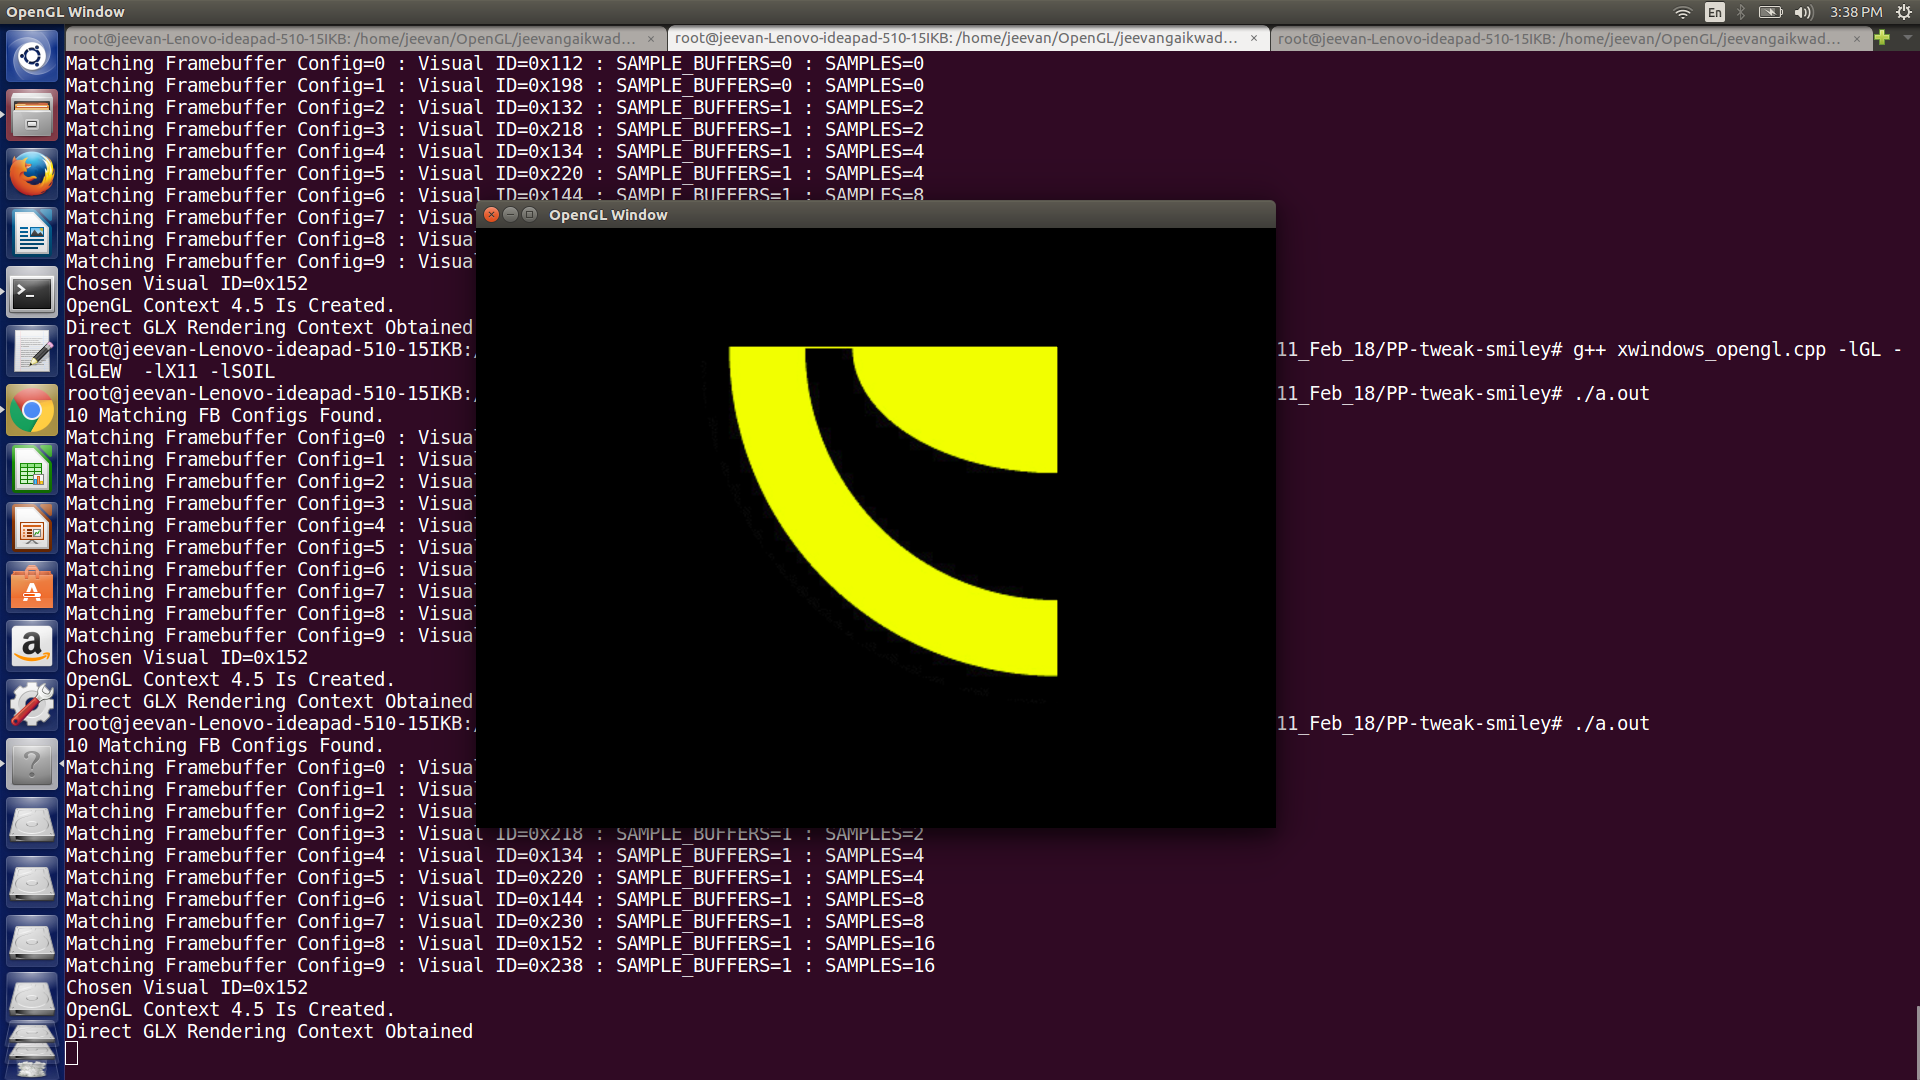 OpenGL Window
En
3:38 PM
root@jeevan-Lenovo-ideapad-510-15IKB: /home/jeevan/OpenGL/jeevangaikwad... ×
root@jeevan-Lenovo-ideapad-510-15IKB: /home/jeevan/OpenGL/jeevangaikwad... ×
root@jeevan-Lenovo-ideapad-510-15IKB: /home/jeevan/OpenGL/jeevangaikwad... ×
Matching Framebuffer Config=0 : Visual ID=0x112 : SAMPLE_BUFFERS=0 : SAMPLES=0
Matching Framebuffer Config=1 : Visual ID=0x198 : SAMPLE_BUFFERS=0 : SAMPLES=0
Matching Framebuffer Config=2 : Visual ID=0x132 : SAMPLE_BUFFERS=1 : SAMPLES=2
Matching Framebuffer Config=3 : Visual ID=0x218 : SAMPLE_BUFFERS=1 : SAMPLES=2
Matching Framebuffer Config=4 : Visual ID=0x134 : SAMPLE_BUFFERS=1 : SAMPLES=4
Matching Framebuffer Config=5 : Visual ID=0x220 : SAMPLE_BUFFERS=1 : SAMPLES=4
Matching Framebuffer Config=6 : Visual ID=0x144 : SAMPLE_BUFFERS=1 : SAMPLES=8
Matching Framebuffer Config=7 : Visua
OpenGL Window
Matching Framebuffer Config=8 : Visua
Matching Framebuffer Config=9 : Visua
Chosen Visual ID=0x152
OpenGL Context 4.5 Is Created.
Direct GLX Rendering Context Obtained
root@jeevan-Lenovo-ideapad-510-15IKB: 11_Feb_18/PP-tweak-smiley# g++ xwindows_opengl.cpp -lGL -
lGLEW  -lX11 -lSOIL
root@jeevan-Lenovo-ideapad-510-15IKB: 11_Feb_18/PP-tweak-smiley# ./a.out
10 Matching FB Configs Found.
Matching Framebuffer Config=0 : Visua
Matching Framebuffer Config=1 : Visua
Matching Framebuffer Config=2 : Visua
Matching Framebuffer Config=3 : Visua
Matching Framebuffer Config=4 : Visua
Matching Framebuffer Config=5 : Visua
Matching Framebuffer Config=6 : Visua
Matching Framebuffer Config=7 : Visua
Matching Framebuffer Config=8 : Visua
Matching Framebuffer Config=9 : Visua
Chosen Visual ID=0x152
OpenGL Context 4.5 Is Created.
Direct GLX Rendering Context Obtained
root@jeevan-Lenovo-ideapad-510-15IKB: 11_Feb_18/PP-tweak-smiley# ./a.out
10 Matching FB Configs Found.
Matching Framebuffer Config=0 : Visua
Matching Framebuffer Config=1 : Visua
Matching Framebuffer Config=2 : Visua
Matching Framebuffer Config=3 : Visual ID=0x218 : SAMPLE_BUFFERS=1 : SAMPLES=2
Matching Framebuffer Config=4 : Visual ID=0x134 : SAMPLE_BUFFERS=1 : SAMPLES=4
Matching Framebuffer Config=5 : Visual ID=0x220 : SAMPLE_BUFFERS=1 : SAMPLES=4
Matching Framebuffer Config=6 : Visual ID=0x144 : SAMPLE_BUFFERS=1 : SAMPLES=8
Matching Framebuffer Config=7 : Visual ID=0x230 : SAMPLE_BUFFERS=1 : SAMPLES=8
Matching Framebuffer Config=8 : Visual ID=0x152 : SAMPLE_BUFFERS=1 : SAMPLES=16
Matching Framebuffer Config=9 : Visual ID=0x238 : SAMPLE_BUFFERS=1 : SAMPLES=16
Chosen Visual ID=0x152
OpenGL Context 4.5 Is Created.
Direct GLX Rendering Context Obtained